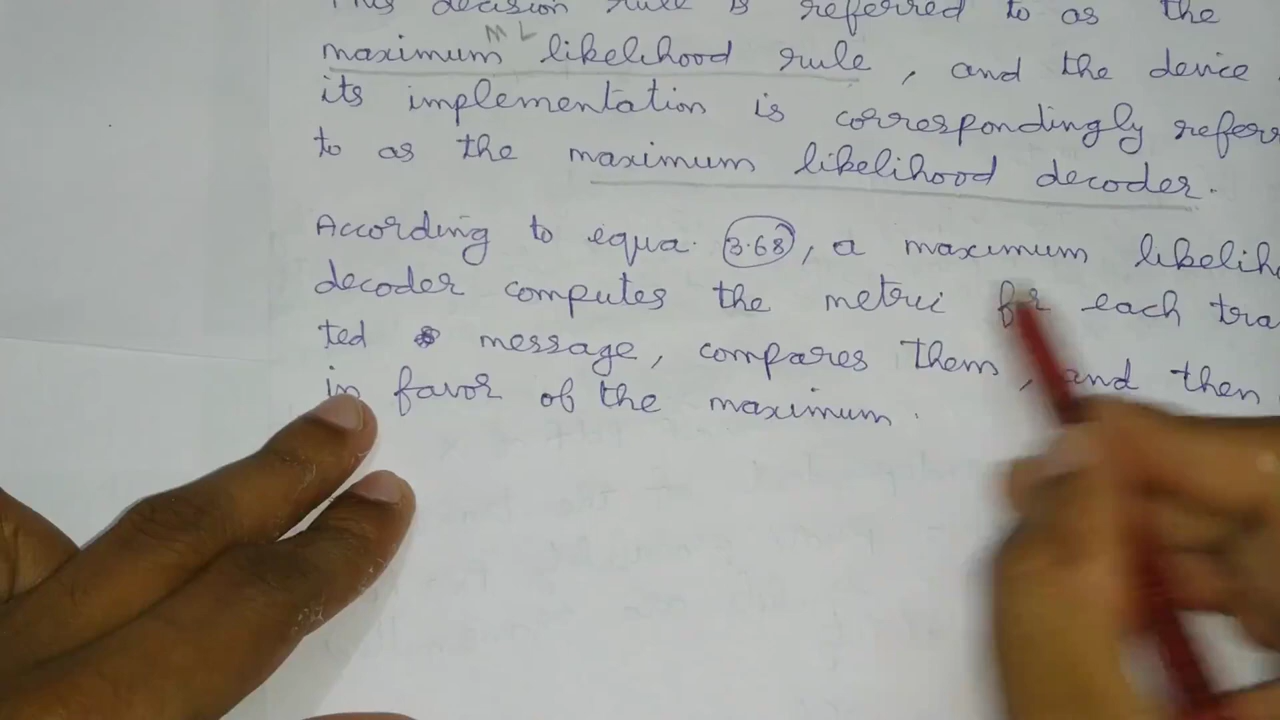 This decision rule is referred to as the
ML
maximum likelihood rule, and the device
its implementation is correspondingly refer
to as the maximum likelihood decoder.
According to equa. 3.68, a maximum likelih
decoder computes the metric for each tra
ted message, compares them, and then
in favor of the maximum.